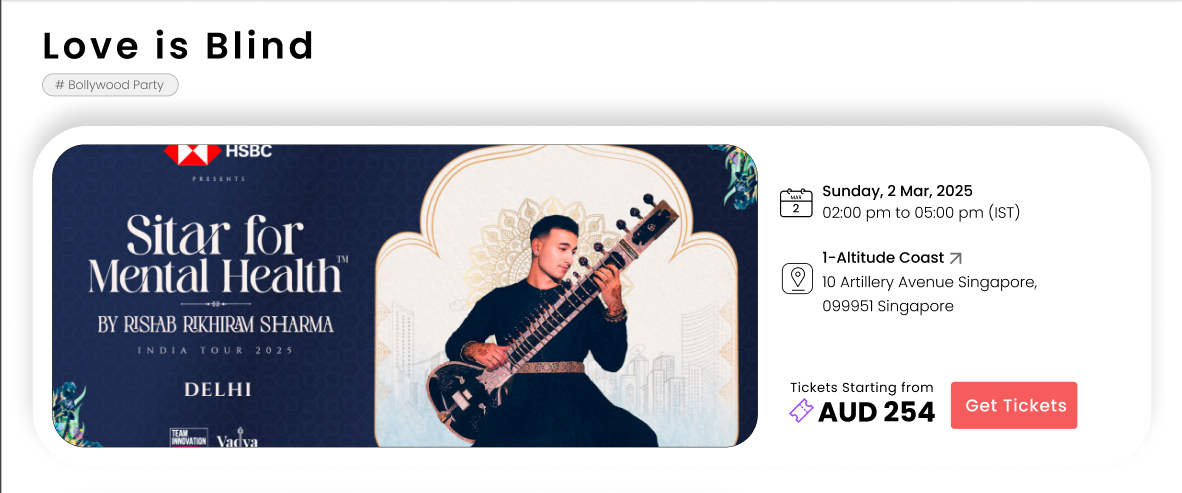 Love is Blind
# Bollywood Party
HSBC
PRESENTS
Sitar for
Mental Health™
BY RISHAB RIKHIRAM SHARMA
INDIA TOUR 2025
DELHI
TEAM
INNOVATION
Vadya
MAR
2
Sunday, 2 Mar, 2025
02:00 pm to 05:00 pm (IST)
1-Altitude Coast
10 Artillery Avenue Singapore,
099951 Singapore
Tickets Starting from
AUD 254
Get Tickets